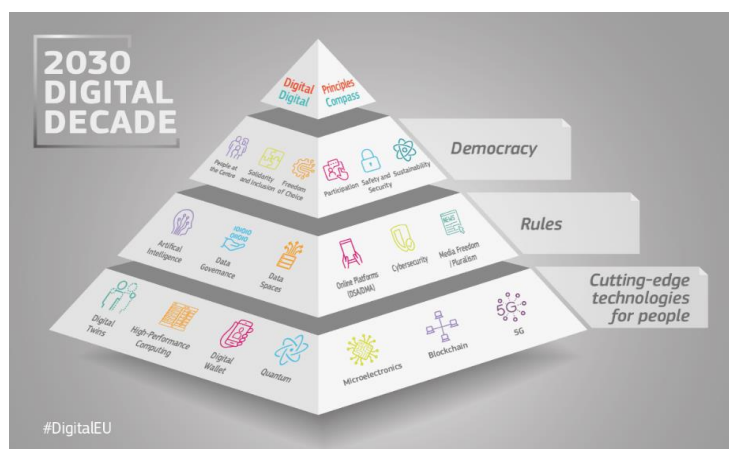 2030
DIGITAL
DECADE
Digital Principles
Digital Compass
People at
the Centre
Solidarity
and Inclusion
Freedom
of Choice
Participation
Safety and
Security
Sustainability
Democracy
Artifical
Intelligence
Data
Governance
Data
Spaces
Online Platforms
(DSA/DMA)
Cybersecurity
NEWS
Media Freedom
/ Pluralism
Rules
Digital
Twins
High-Performance
Computing
Digital
Wallet
Quantum
Microelectronics
Blockchain
5G
5G
Cutting-edge
technologies
for people
#DigitalEU